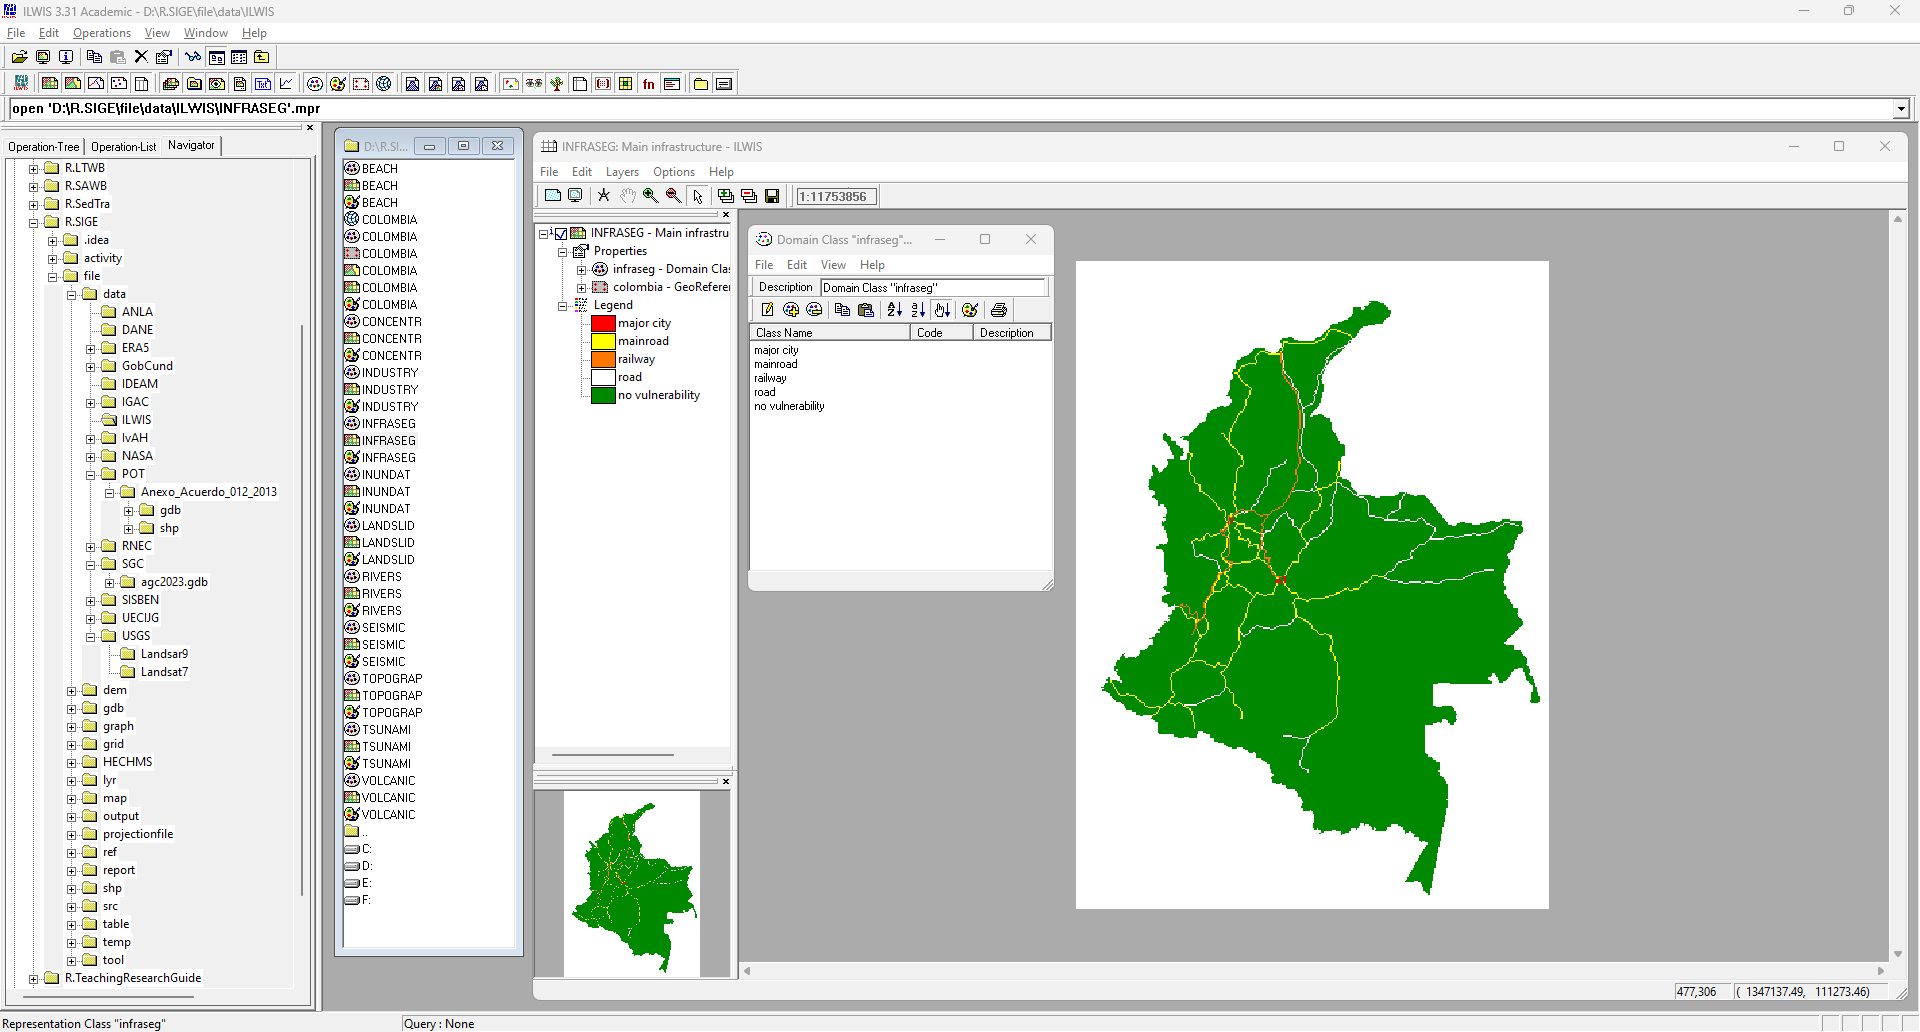 ILWIS 3.31 Academic - D:\R.SIGE\file\data\ILWIS
File Edit Operations View Window Help
open 'D:\R.SIGE\file\data\ILWIS\INFRASEG'.mpr
Operation-Tree Operation-List Navigator
R.LTWB
R.SAWB
R.SedTra
R.SIGE
.idea
activity
file
data
ANLA
DANE
ERA5
GobCund
IDEAM
IGAC
ILWIS
IvAH
NASA
POT
Anexo_Acuerdo_012_2013
gdb
shp
RNEC
SGC
agc2023.gdb
SISBEN
UECIJG
USGS
Landsar9
Landsat7
dem
gdb
graph
grid
HECHMS
lyr
map
output
projectionfile
ref
report
shp
src
table
temp
tool
R.TeachingResearchGuide
D:\R.SI...
BEACH
BEACH
BEACH
COLOMBIA
COLOMBIA
COLOMBIA
COLOMBIA
COLOMBIA
COLOMBIA
CONCENTR
CONCENTR
CONCENTR
INDUSTRY
INDUSTRY
INDUSTRY
INFRASEG
INFRASEG
INFRASEG
INUNDAT
INUNDAT
INUNDAT
LANDSLID
LANDSLID
LANDSLID
RIVERS
RIVERS
RIVERS
SEISMIC
SEISMIC
SEISMIC
TOPOGRAP
TOPOGRAP
TOPOGRAP
TSUNAMI
TSUNAMI
TSUNAMI
VOLCANIC
VOLCANIC
VOLCANIC
..
C:
D:
E:
F:
INFRASEG: Main infrastructure - ILWIS
File Edit Layers Options Help
1:11753856
1 INFRASEG - Main infrastru
Properties
infraseg - Domain Clas
colombia - GeoReferen
Legend
major city
mainroad
railway
road
no vulnerability
Domain Class "infraseg"...
File Edit View Help
Description Domain Class "infraseg"
Class Name Code Description
major city
mainroad
railway
road
no vulnerability
477,306 ( 1347137.49, 111273.46)
Representation Class "infraseg"
Query : None